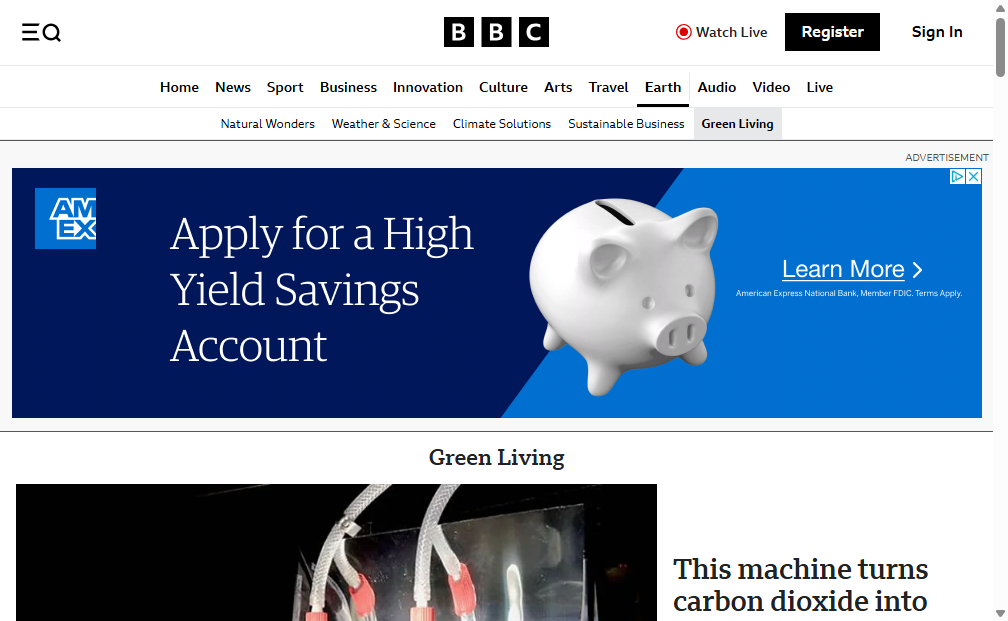 BBC
Watch Live
Register
Sign In
Home News Sport Business Innovation Culture Arts Travel Earth Audio Video Live
Natural Wonders Weather & Science Climate Solutions Sustainable Business Green Living
ADVERTISEMENT
AM
EX
Apply for a High
Yield Savings
Account
Learn More
American Express National Bank, Member FDIC. Terms Apply.
Green Living
This machine turns
carbon dioxide into